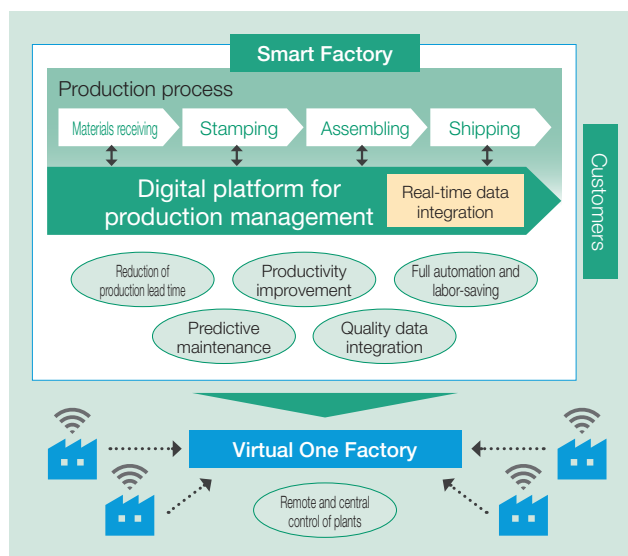 Smart Factory
Production process
Materials receiving
Stamping
Assembling
Shipping
Digital platform for
production management
Real-time data
integration
Customers
Reduction of
production lead time
Productivity
improvement
Full automation and
labor-saving
Predictive
maintenance
Quality data
integration
Virtual One Factory
Remote and central
control of plants